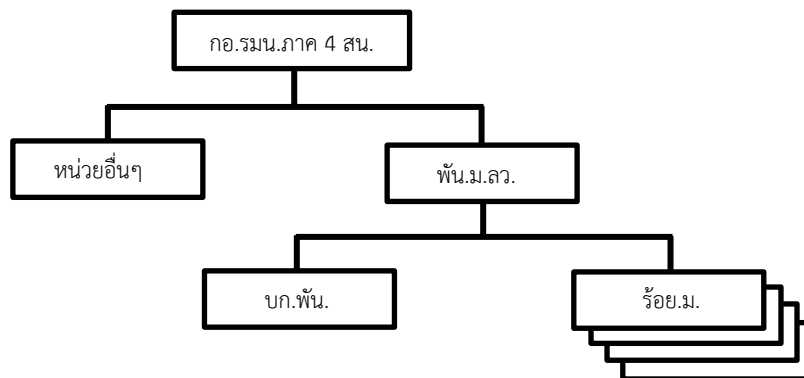 กอ.รมน.ภาค 4 สน.
หน่วยอื่นๆ
พัน.ม.ลว.
บก.พัน.
ร้อย.ม.